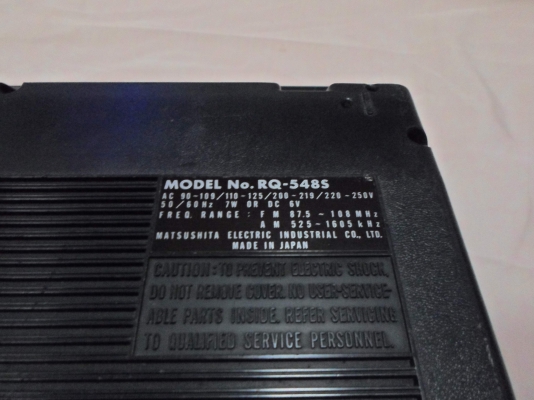 MODEL No. RQ-548S
AC 90-109/110-125/200-219/220-250V
50/60Hz 7W OR DC 6V
FREQ. RANGE: FM 87.5-108MHz
AM 525-1605kHz
MATSUSHITA ELECTRIC INDUSTRIAL CO., LTD.
MADE IN JAPAN
CAUTION: TO PREVENT ELECTRIC SHOCK,
DO NOT REMOVE COVER. NO USER-SERVICE-
ABLE PARTS INSIDE. REFER SERVICING
TO QUALIFIED SERVICE PERSONNEL.